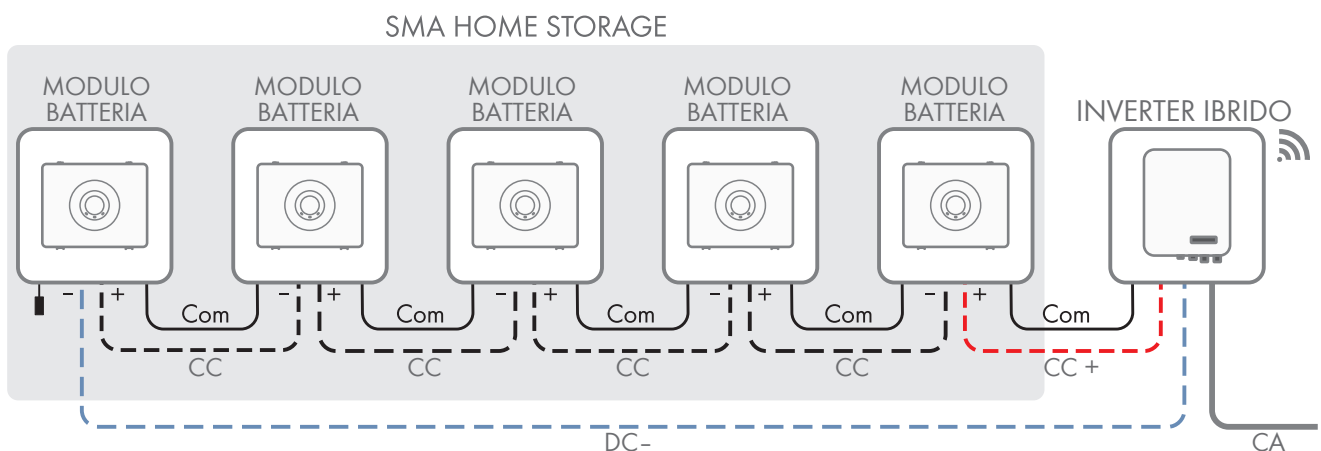 SMA HOME STORAGE
MODULO
BATTERIA
MODULO
BATTERIA
MODULO
BATTERIA
MODULO
BATTERIA
MODULO
BATTERIA
INVERTER IBRIDO
– +
– +
– +
– +
– +
Com
Com
Com
Com
Com
CC
CC
CC
CC
CC +
DC–
CA